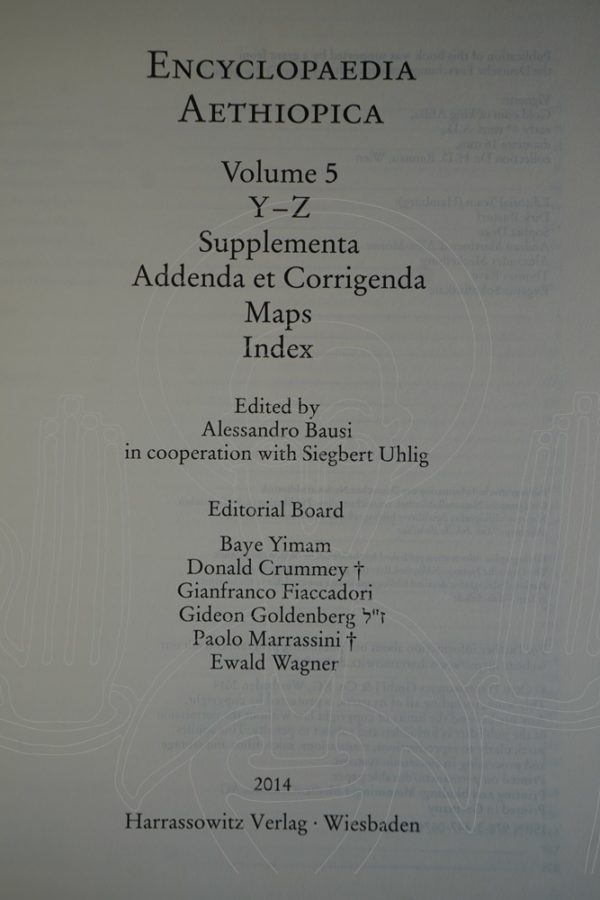 ENCYCLOPAEDIA
AETHIOPICA
Volume 5
Y–Z
Supplementa
Addenda et Corrigenda
Maps
Index
Edited by
Alessandro Bausi
in cooperation with Siegbert Uhlig
Editorial Board
Baye Yimam
Donald Crummey †
Gianfranco Fiaccadori
Gideon Goldenberg ז"ל
Paolo Marrassini †
Ewald Wagner
2014
Harrassowitz Verlag · Wiesbaden